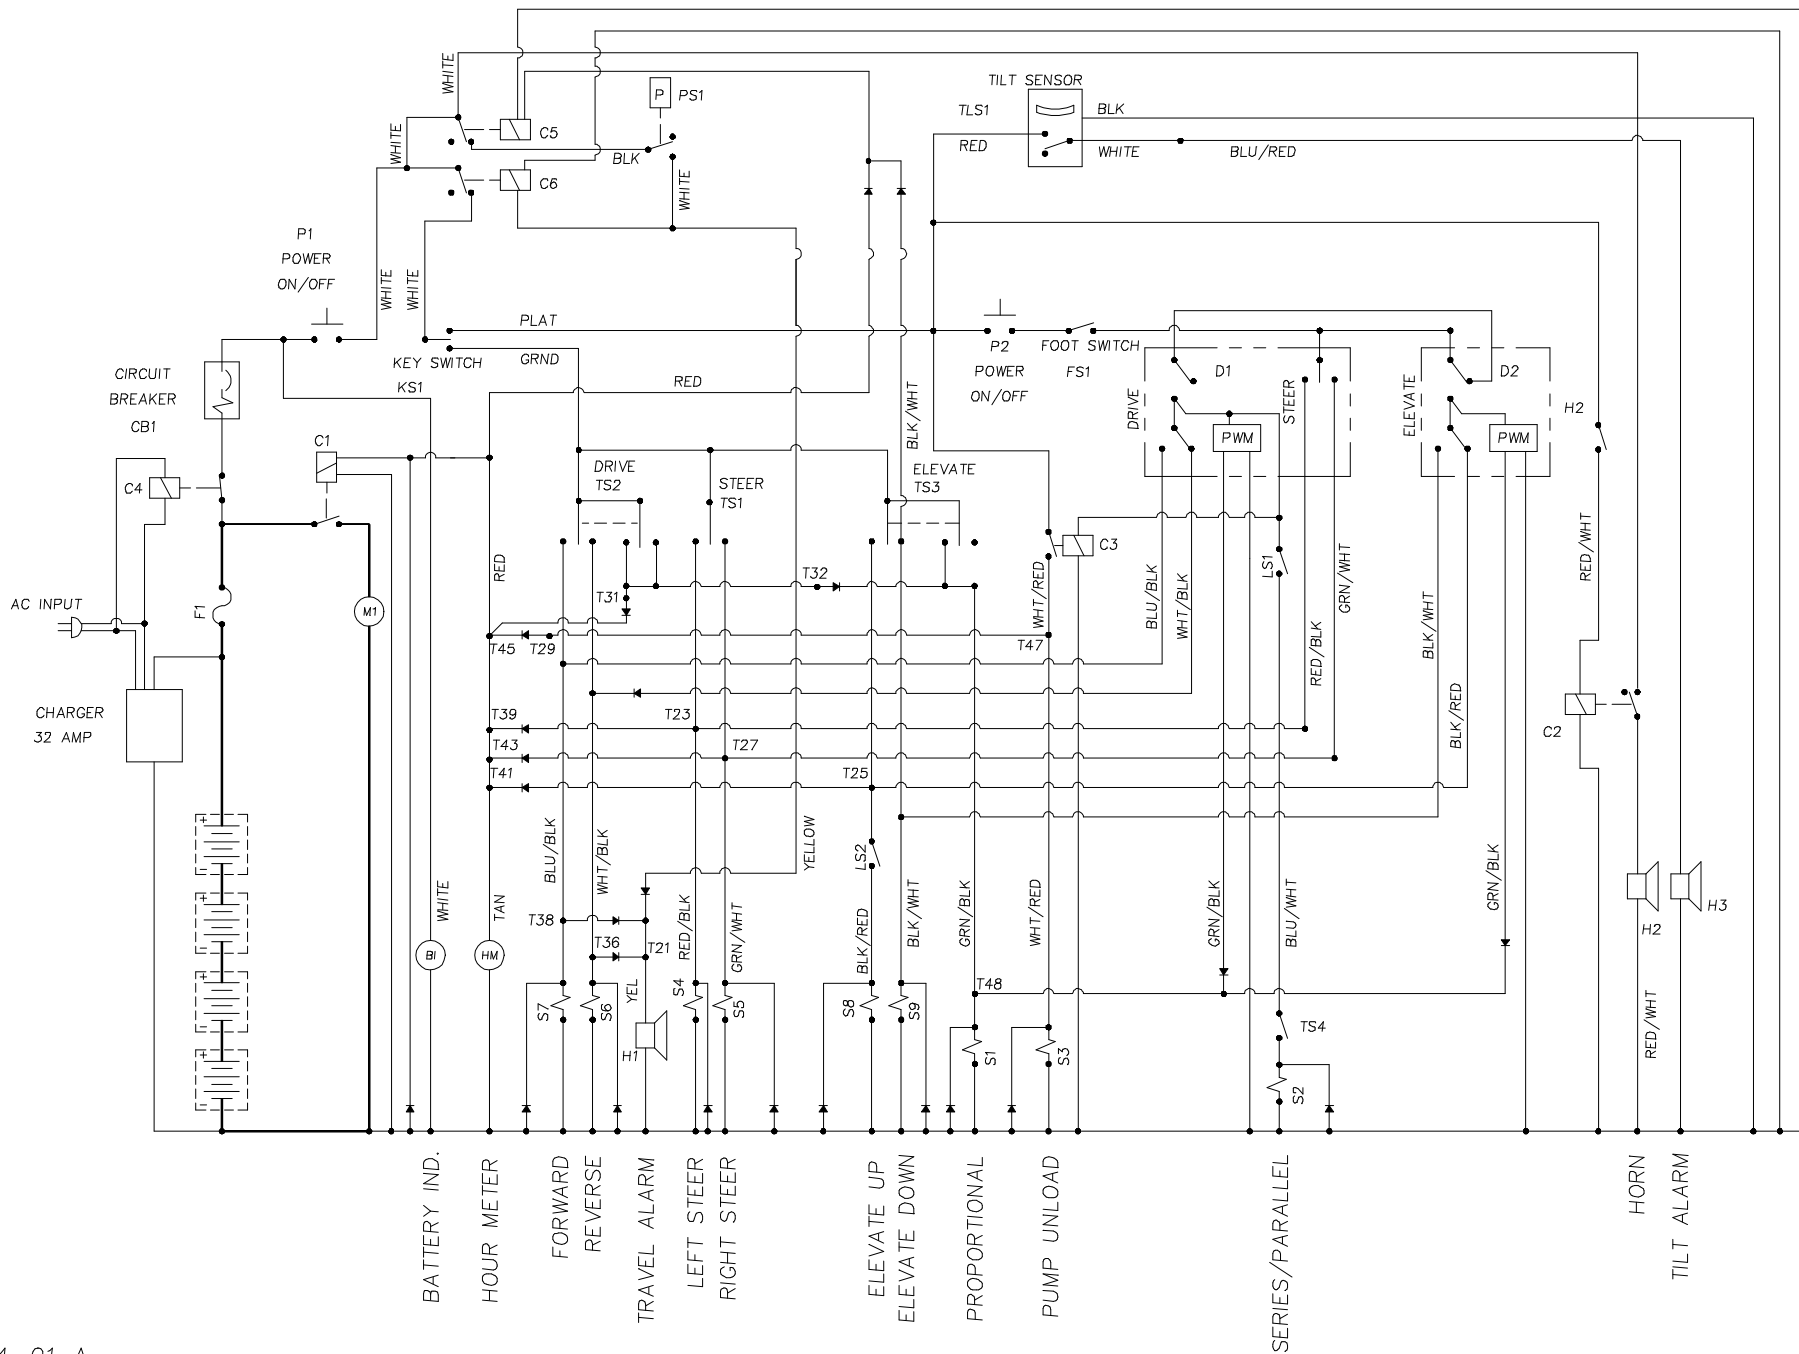 WHITE
P
PS1
TILT SENSOR
TLS1
BLK
C5
WHITE
RED
WHITE
BLU/RED
BLK
C6
WHITE
P1
POWER
ON/OFF
WHITE
WHITE
PLAT
GRND
KEY SWITCH
KS1
RED
P2
POWER
ON/OFF
FOOT SWITCH
FS1
D1
D2
DRIVE
STEER
ELEVATE
PWM
PWM
H2
CIRCUIT
BREAKER
CB1
C1
C4
BLK/WHT
DRIVE
TS2
STEER
TS1
ELEVATE
TS3
C3
LS1
RED
T32
T31
WHT/RED
BLU/BLK
WHT/BLK
GRN/WHT
RED/WHT
AC INPUT
F1
M1
T45
T29
T47
RED/BLK
BLK/WHT
BLK/RED
CHARGER
32 AMP
T39
T23
T43
T27
T41
T25
C2
BLU/BLK
WHT/BLK
YELLOW
LS2
WHITE
TAN
T38
T36
T21
RED/BLK
GRN/WHT
BLK/RED
BLK/WHT
GRN/BLK
WHT/RED
GRN/BLK
BLU/WHT
GRN/BLK
H2
H3
BI
HM
YEL
T48
S7
S6
S4
S5
S8
S9
H1
S1
S3
TS4
S2
RED/WHT
+
-
+
-
+
-
+
-
BATTERY IND.
HOUR METER
FORWARD
REVERSE
TRAVEL ALARM
LEFT STEER
RIGHT STEER
ELEVATE UP
ELEVATE DOWN
PROPORTIONAL
PUMP UNLOAD
SERIES/PARALLEL
HORN
TILT ALARM